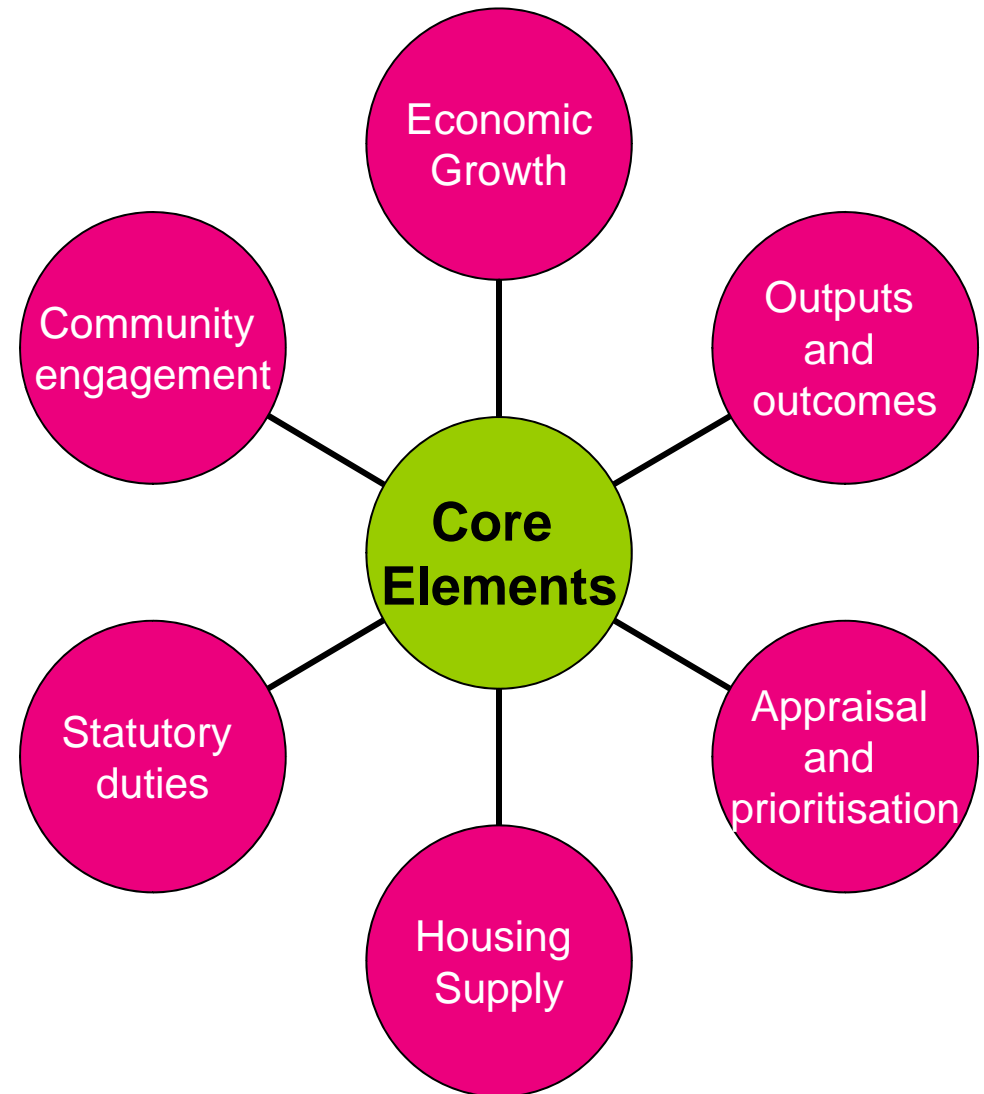 Economic
Growth
Outputs
and
outcomes
Community
engagement
Core
Elements
Appraisal
and
prioritisation
Statutory
duties
Housing
Supply